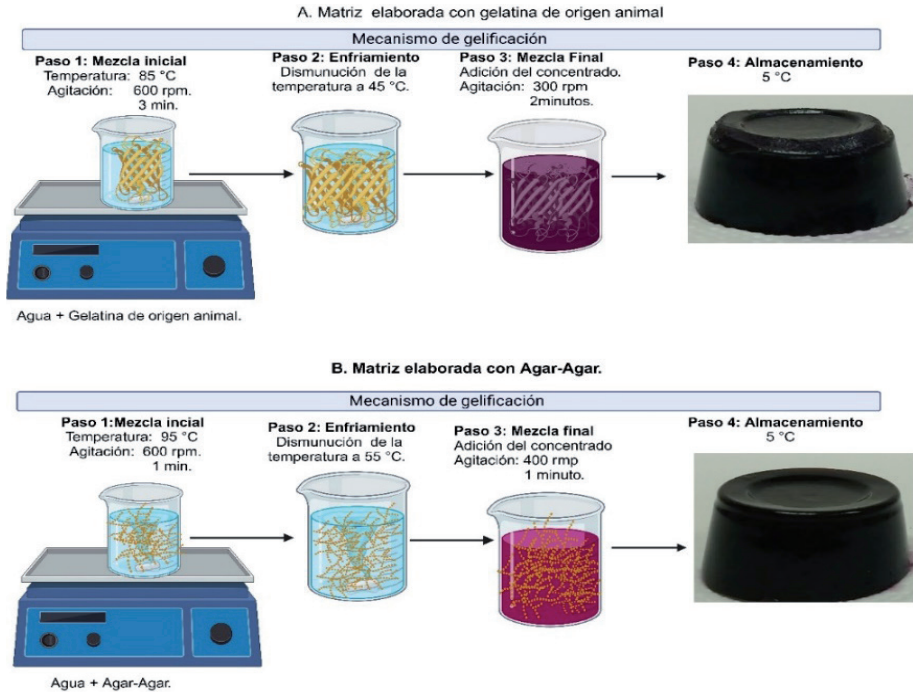 A. Matriz elaborada con gelatina de origen animal
Mecanismo de gelificación
Paso 1: Mezcla inicial
Temperatura: 85 °C
Agitación: 600 rpm.
3 min.
Paso 2: Enfriamiento
Dismunución de la
temperatura a 45 °C.
Paso 3: Mezcla Final
Adición del concentrado.
Agitación: 300 rpm
2minutos.
Paso 4: Almacenamiento
5 °C
Agua + Gelatina de origen animal.
B. Matriz elaborada con Agar-Agar.
Mecanismo de gelificación
Paso 1:Mezcla incial
Temperatura: 95 °C
Agitación: 600 rpm.
1 min.
Paso 2: Enfriamiento
Dismunución de la
temperatura a 55 °C.
Paso 3: Mezcla final
Adición del concentrado
Agitación: 400 rmp
1 minuto.
Paso 4: Almacenamiento
5 °C
Agua + Agar-Agar.